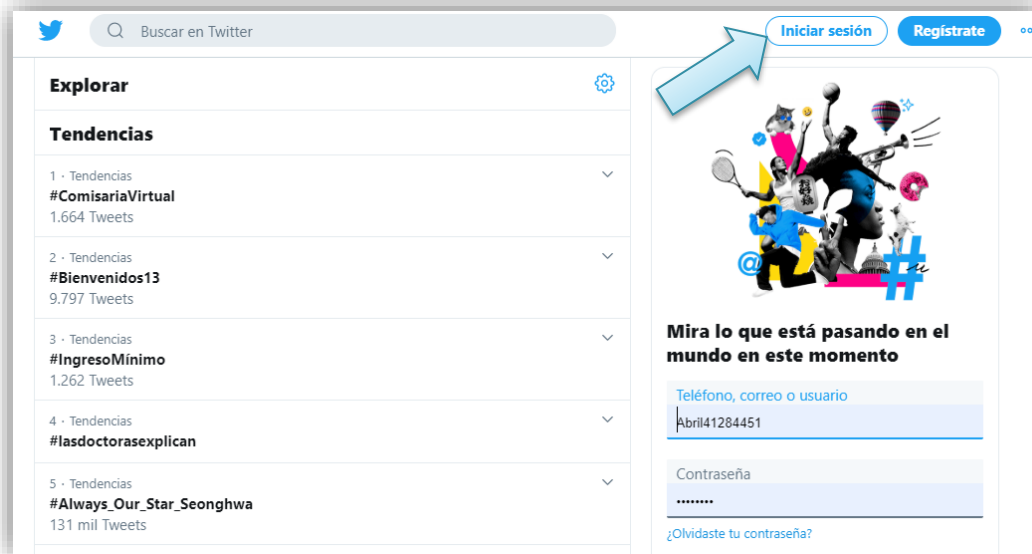 Buscar en Twitter
Iniciar sesión
Regístrate
Explorar
Tendencias
1 · Tendencias
#ComisariaVirtual
1.664 Tweets
2 · Tendencias
#Bienvenidos13
9.797 Tweets
3 · Tendencias
#IngresoMínimo
1.262 Tweets
4 · Tendencias
#lasdoctorasexplican
5 · Tendencias
#Always_Our_Star_Seonghwa
131 mil Tweets
@
#
Mira lo que está pasando en el
mundo en este momento
Teléfono, correo o usuario
Abril41284451
Contraseña
••••••••
¿Olvidaste tu contraseña?